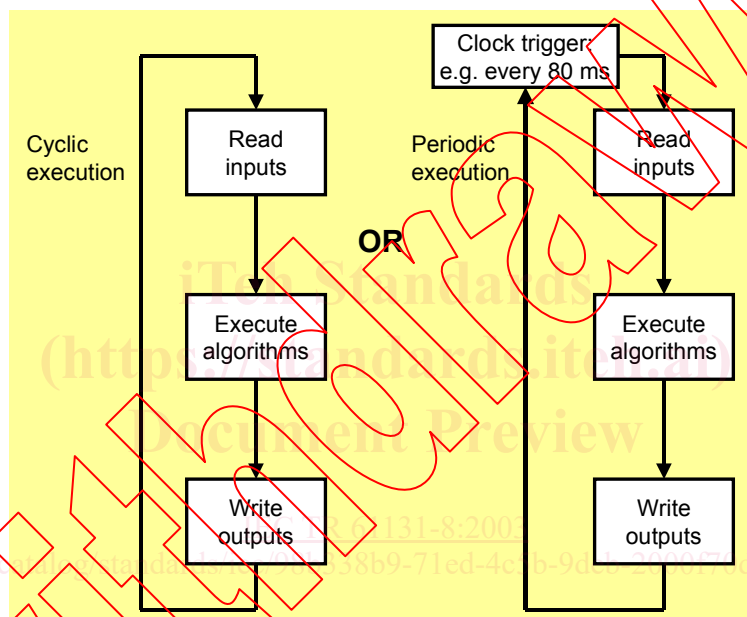 Clock trigger:
e.g. every 80 ms
Cyclic
execution
Read
inputs
Periodic
execution
Read
inputs
OR
iTeh Standards
Execute
algorithms
Execute
algorithms
(https://standards.iteh.ai)
Document Preview
Write
outputs
Write
outputs
IEC TR 61131-8:2003
Withdrawn